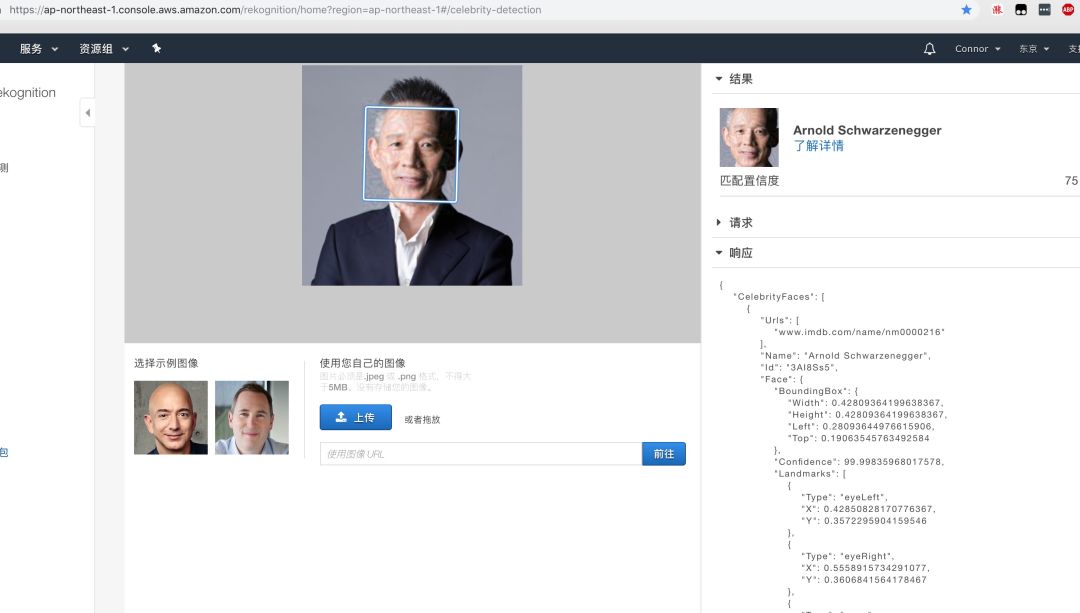 https://ap-northeast-1.console.aws.amazon.com/rekognition/home?region=ap-northeast-1#/celebrity-detection
ABP
服务 资源组 Connor 东京 支
ekognition
测
包
选择示例图像
使用您自己的图像
图片必须是.jpeg 或 .png 格式，不得大
于5MB。没有存储您的图像。
上传 或者拖放
使用图像 URL 前往
结果
Arnold Schwarzenegger
了解详情
匹配置信度 75
请求
响应
{
"CelebrityFaces": [
{
"Urls": [
"www.imdb.com/name/nm0000216"
],
"Name": "Arnold Schwarzenegger",
"Id": "3AI8Ss5",
"Face": {
"BoundingBox": {
"Width": 0.42809364199638367,
"Height": 0.42809364199638367,
"Left": 0.28093644976615906,
"Top": 0.19063545763492584
},
"Confidence": 99.99835968017578,
"Landmarks": [
{
"Type": "eyeLeft",
"X": 0.42850828170776367,
"Y": 0.3572295904159546
},
{
"Type": "eyeRight",
"X": 0.5558915734291077,
"Y": 0.3606841564178467
},
{